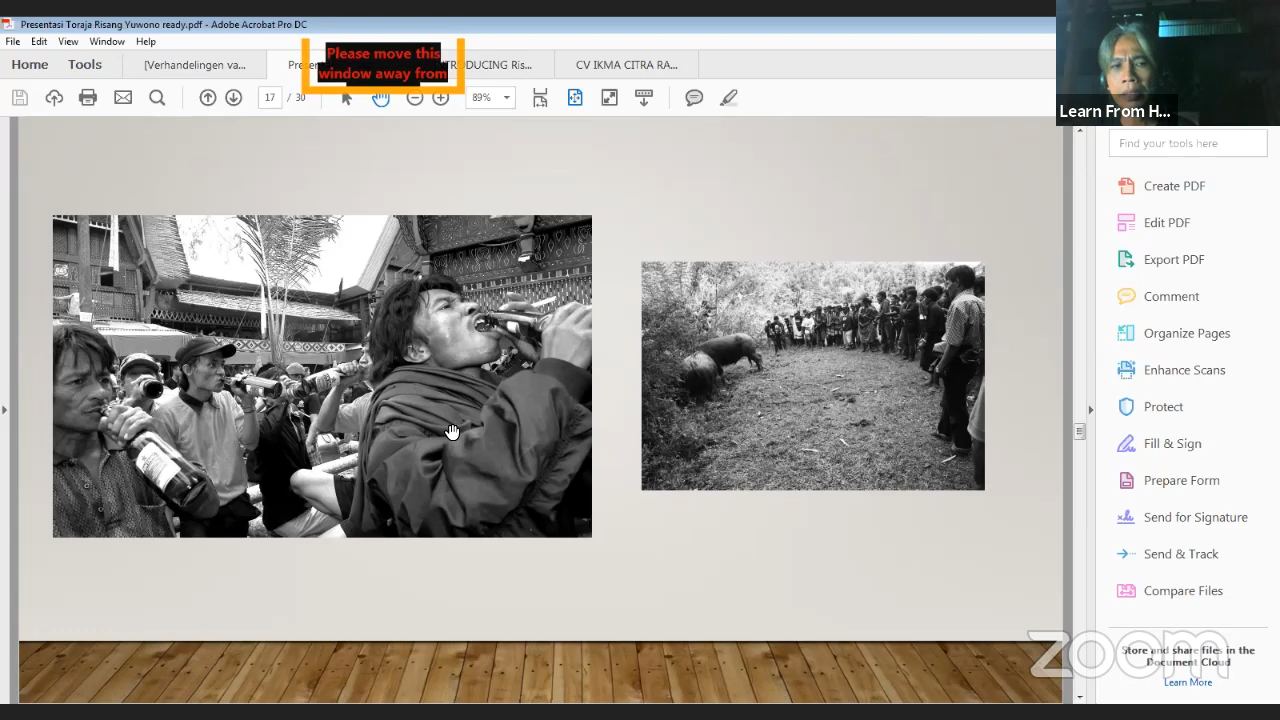 Presentasi Toraja Risang Yuwono ready.pdf - Adobe Acrobat Pro DC
File Edit View Window Help
Please move this
window away from
Home Tools [Verhandelingen va... Presen RODUCING Ris... CV IKMA CITRA RA...
17 / 30 89%
Learn From H...
Find your tools here
Create PDF
Edit PDF
Export PDF
Comment
Organize Pages
Enhance Scans
Protect
Fill & Sign
Prepare Form
Send for Signature
Send & Track
Compare Files
Store and share files in the
Document Cloud
Learn More
zoom